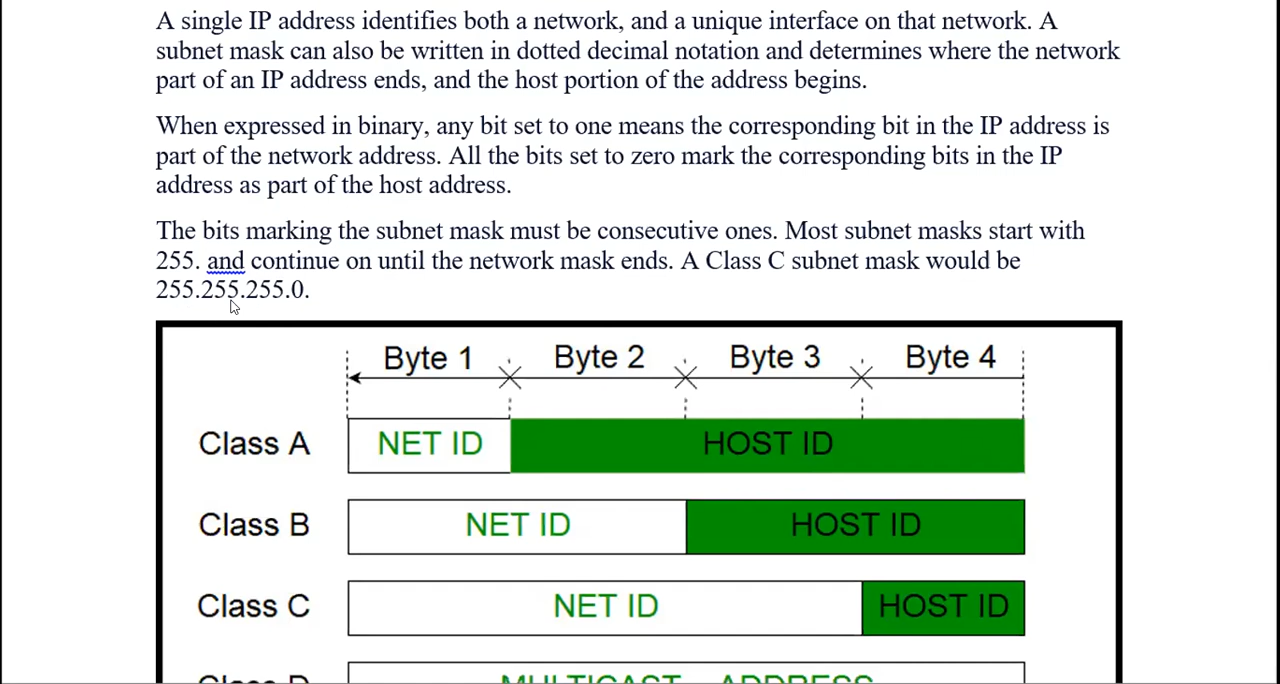 A single IP address identifies both a network, and a unique interface on that network. A
subnet mask can also be written in dotted decimal notation and determines where the network
part of an IP address ends, and the host portion of the address begins.
When expressed in binary, any bit set to one means the corresponding bit in the IP address is
part of the network address. All the bits set to zero mark the corresponding bits in the IP
address as part of the host address.
The bits marking the subnet mask must be consecutive ones. Most subnet masks start with
255. and continue on until the network mask ends. A Class C subnet mask would be
255.255.255.0.
Byte 1 Byte 2 Byte 3 Byte 4
Class A NET ID HOST ID
Class B NET ID HOST ID
Class C NET ID HOST ID
Class D MULTICAST ADDRESS